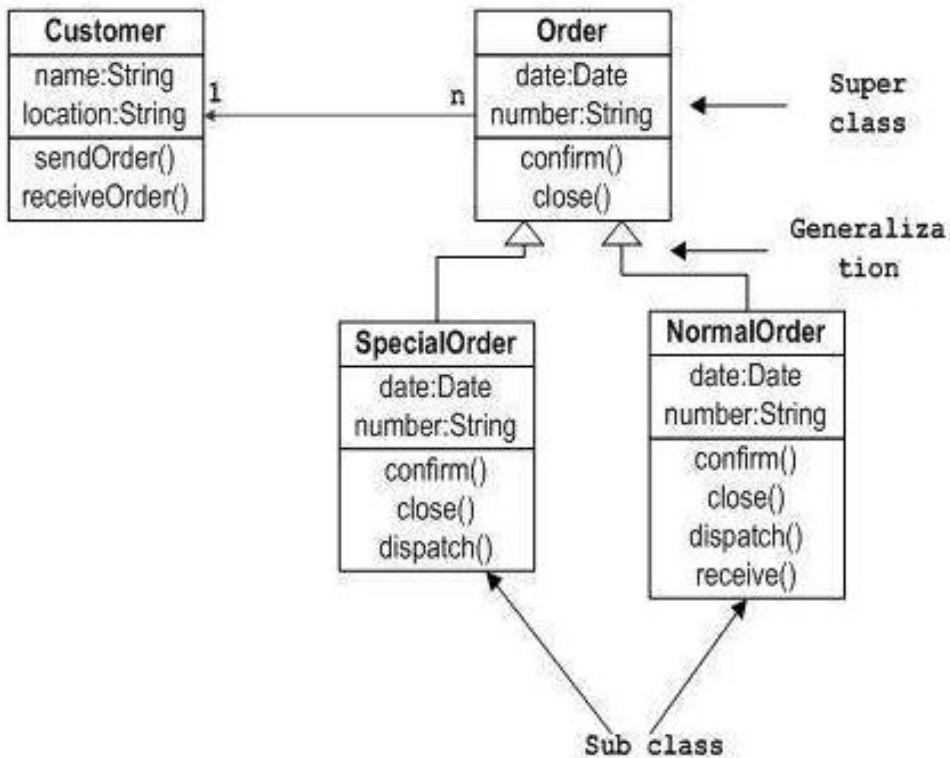 Customer
name:String
location:String
sendOrder()
receiveOrder()
1
n
Order
date:Date
number:String
confirm()
close()
Super
class
Generaliza
tion
SpecialOrder
date:Date
number:String
confirm()
close()
dispatch()
NormalOrder
date:Date
number:String
confirm()
close()
dispatch()
receive()
Sub class